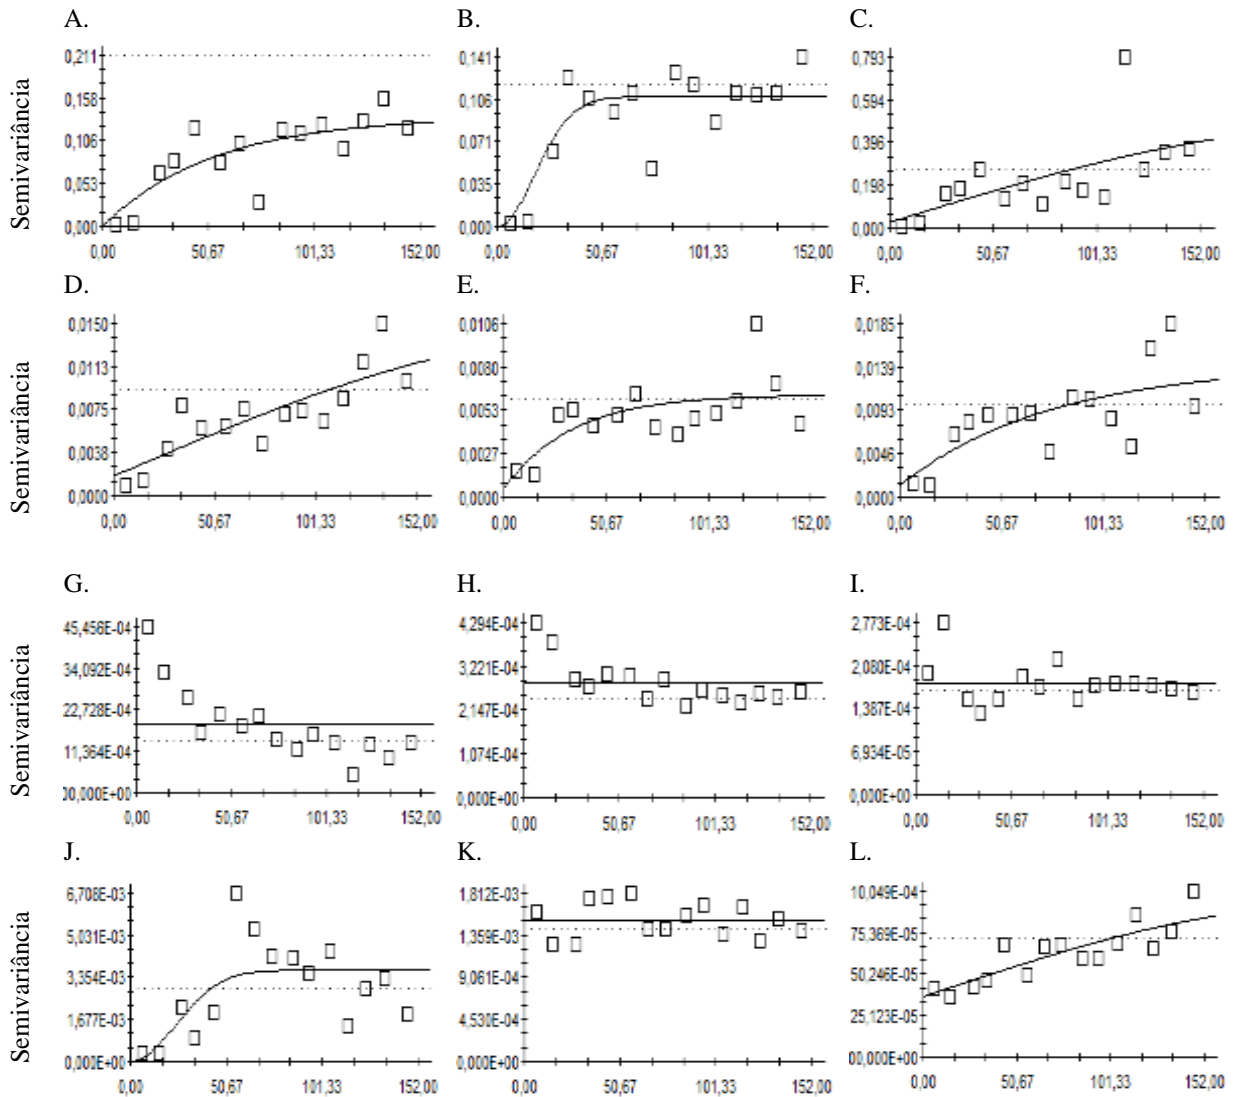 A.
B.
C.
Semivariância
0,211
0,158
0,106
0,053
0,000
0,00 50,67 101,33 152,00
0,141
0,106
0,071
0,035
0,000
0,00 50,67 101,33 152,00
0,793
0,594
0,396
0,198
0,000
0,00 50,67 101,33 152,00
D.
E.
F.
Semivariância
0,0150
0,0113
0,0075
0,0038
0,0000
0,00 50,67 101,33 152,00
0,0106
0,0080
0,0053
0,0027
0,0000
0,00 50,67 101,33 152,00
0,0185
0,0139
0,0093
0,0046
0,0000
0,00 50,67 101,33 152,00
G.
H.
I.
Semivariância
45,456E-04
34,092E-04
22,728E-04
11,364E-04
00,000E+00
0,00 50,67 101,33 152,00
4,294E-04
3,221E-04
2,147E-04
1,074E-04
0,000E+00
0,00 50,67 101,33 152,00
2,773E-04
2,080E-04
1,387E-04
6,934E-05
0,000E+00
0,00 50,67 101,33 152,00
J.
K.
L.
Semivariância
6,708E-03
5,031E-03
3,354E-03
1,677E-03
0,000E+00
0,00 50,67 101,33 152,00
1,812E-03
1,359E-03
9,061E-04
4,530E-04
0,000E+00
0,00 50,67 101,33 152,00
10,049E-04
75,369E-05
50,246E-05
25,123E-05
00,000E+00
0,00 50,67 101,33 152,00